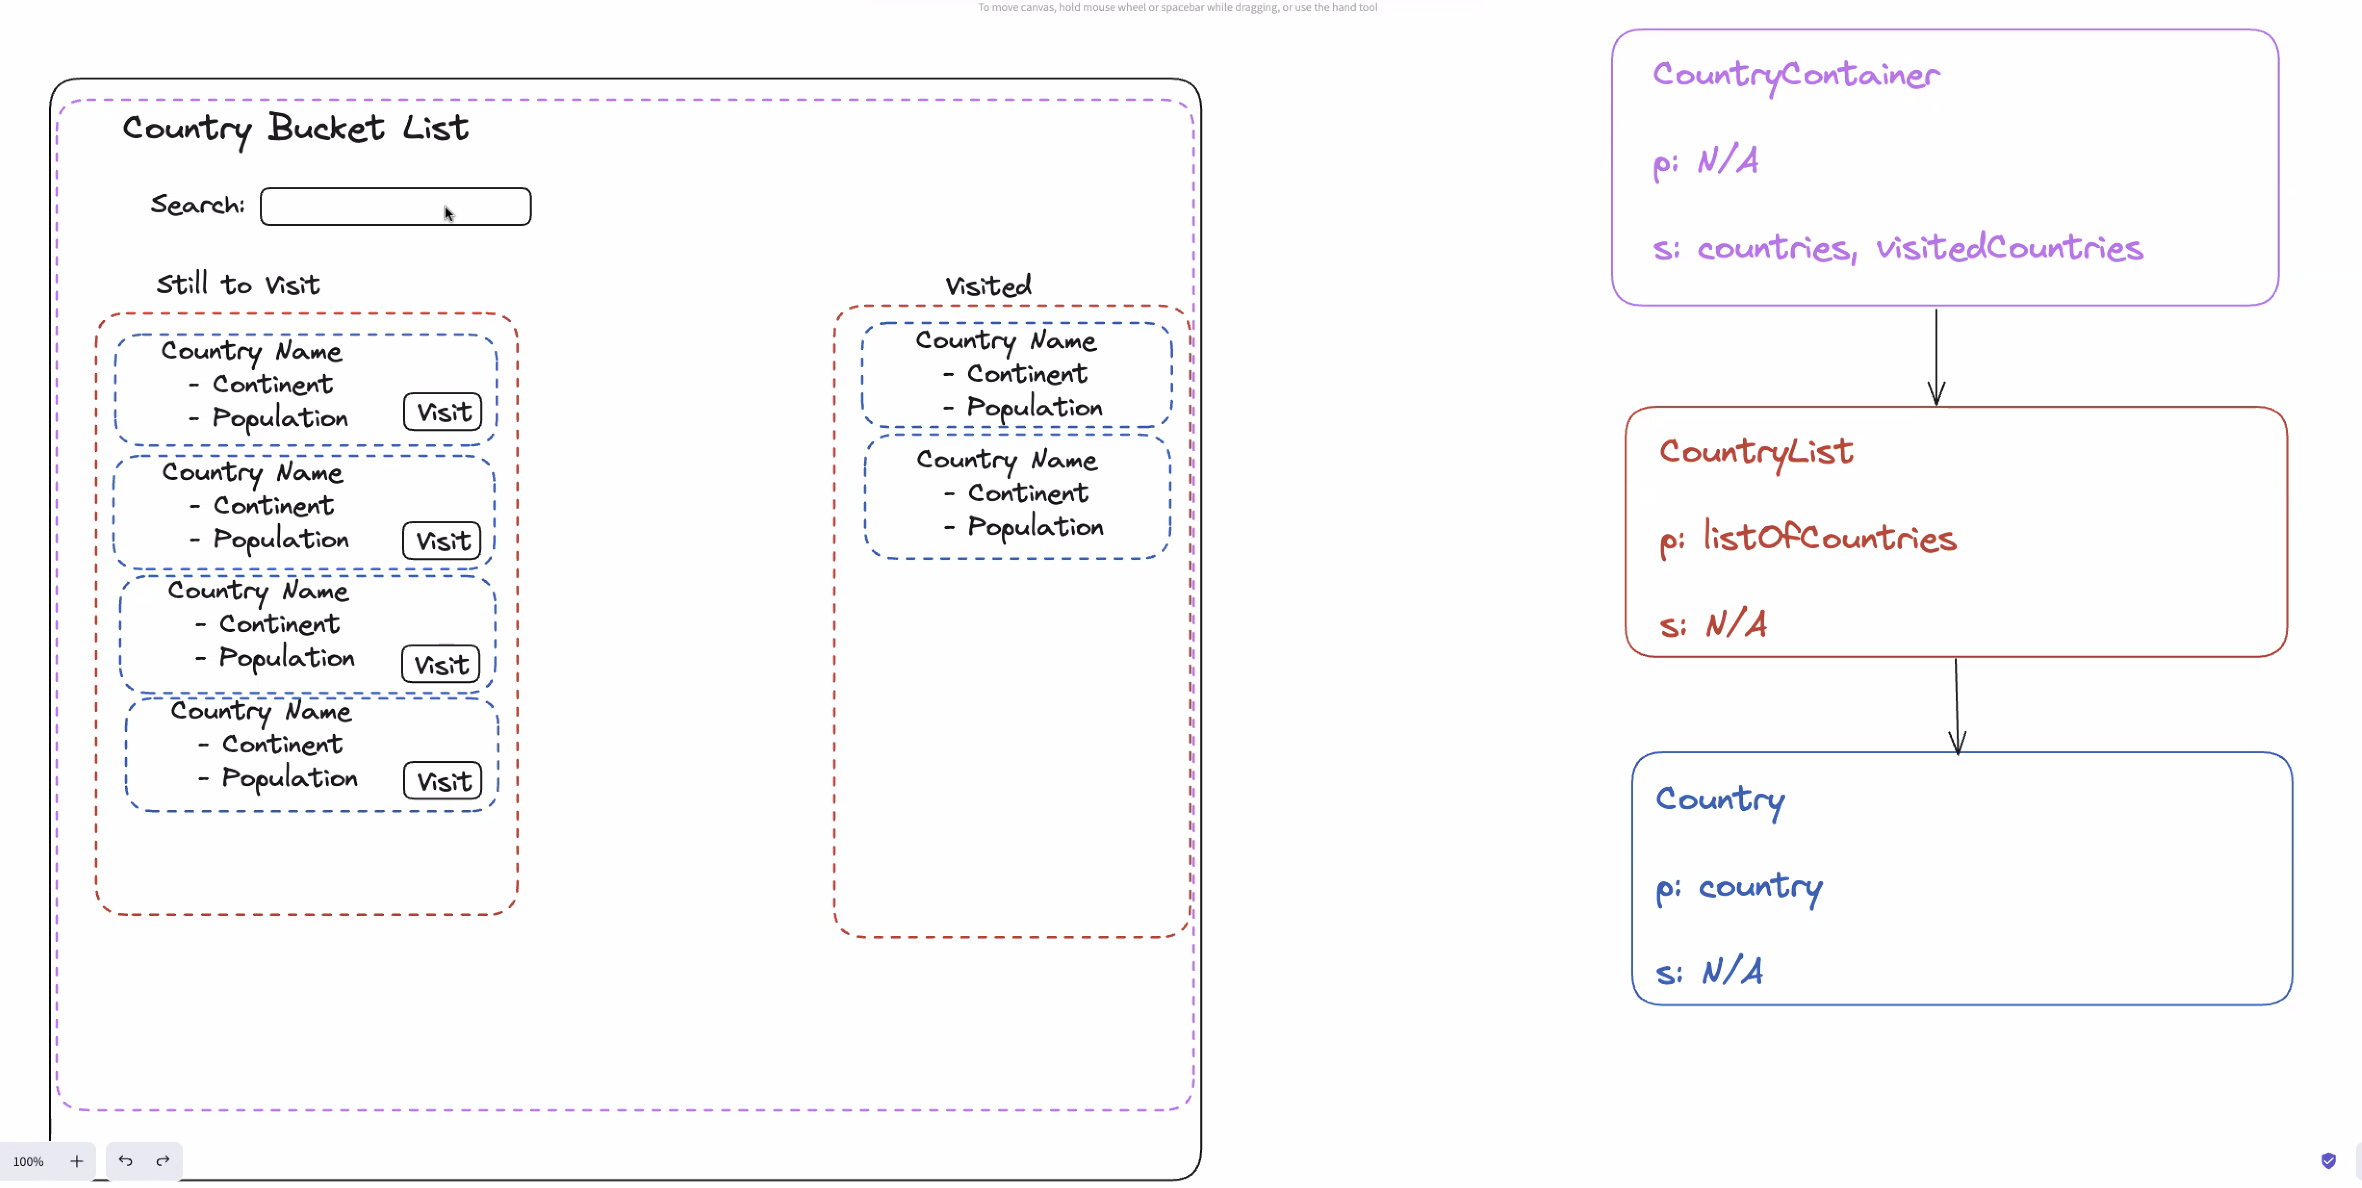 To move canvas, hold mouse wheel or spacebar while dragging, or use the hand tool
Country Bucket List
Search:
Still to Visit
Country Name
- Continent
- Population
Visit
Country Name
- Continent
- Population
Visit
Country Name
- Continent
- Population
Visit
Country Name
- Continent
- Population
Visit
Visited
Country Name
- Continent
- Population
Country Name
- Continent
- Population
CountryContainer
p: N/A
s: countries, visitedCountries
CountryList
p: listOfCountries
s: N/A
Country
p: country
s: N/A
100%